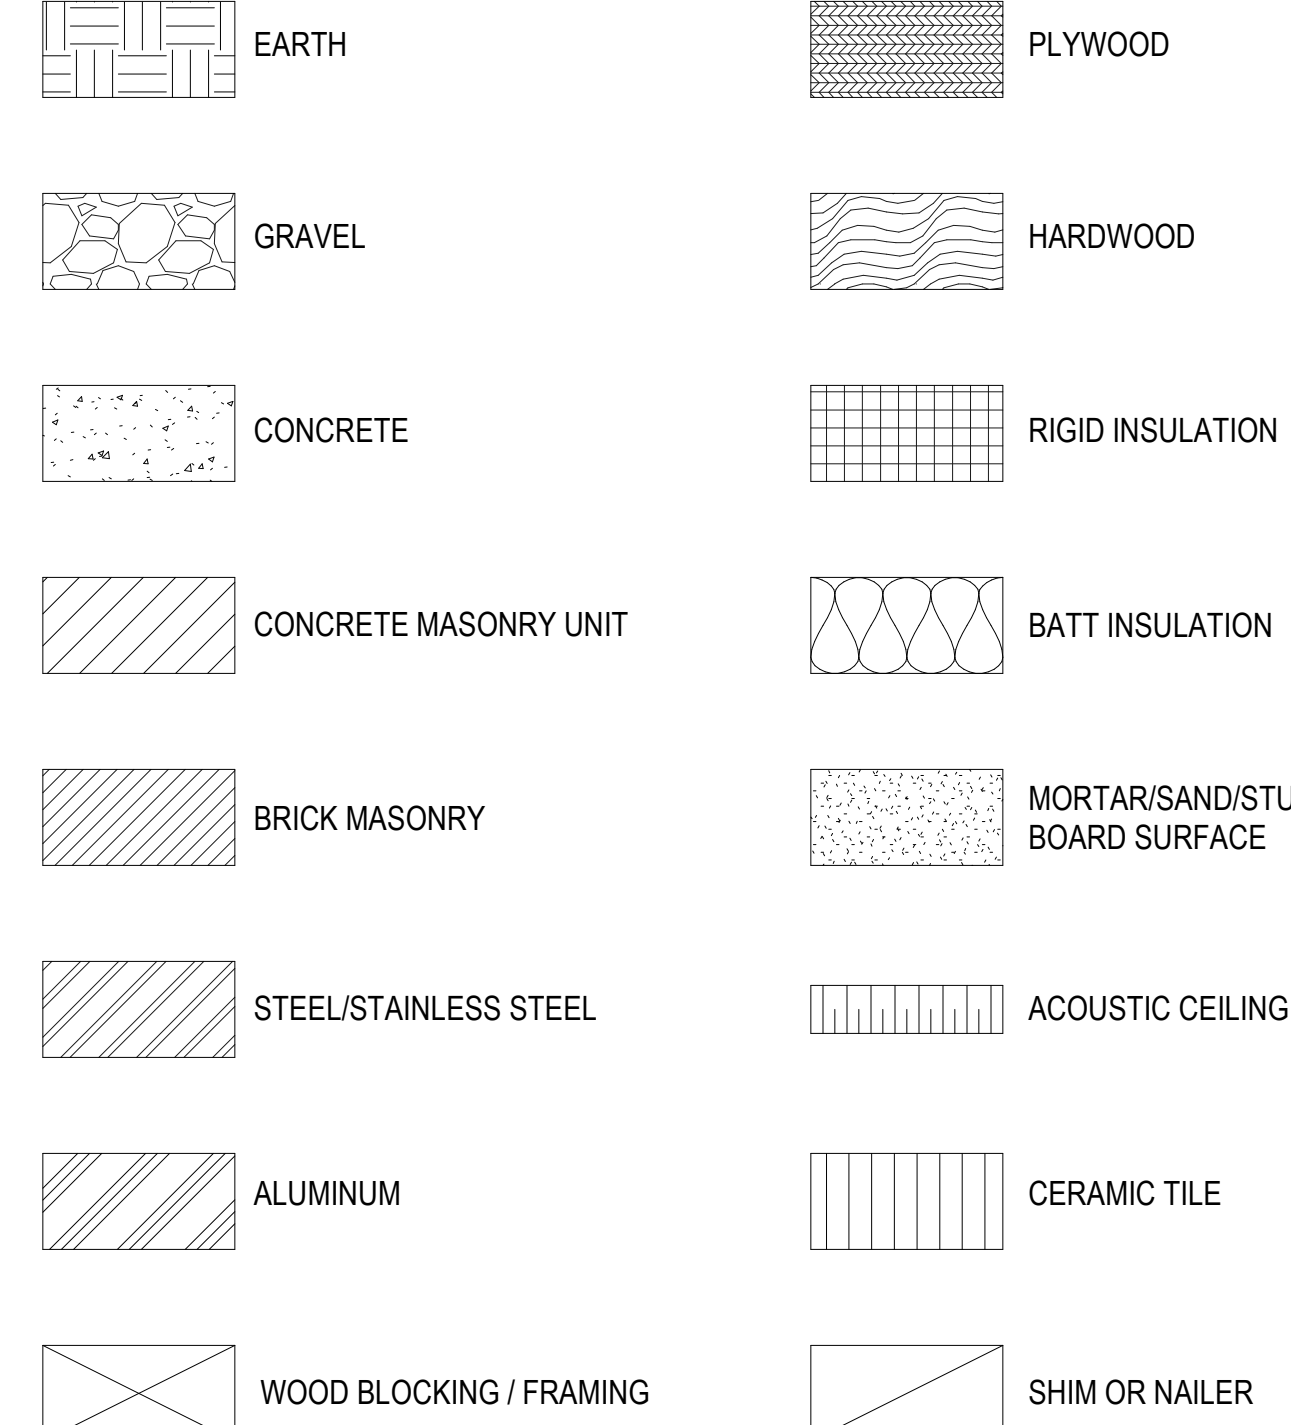 EARTH
GRAVEL
CONCRETE
CONCRETE MASONRY UNIT
BRICK MASONRY
STEEL/STAINLESS STEEL
ALUMINUM
WOOD BLOCKING / FRAMING
PLYWOOD
HARDWOOD
RIGID INSULATION
BATT INSULATION
MORTAR/SAND/STU
BOARD SURFACE
ACOUSTIC CEILING
CERAMIC TILE
SHIM OR NAILER